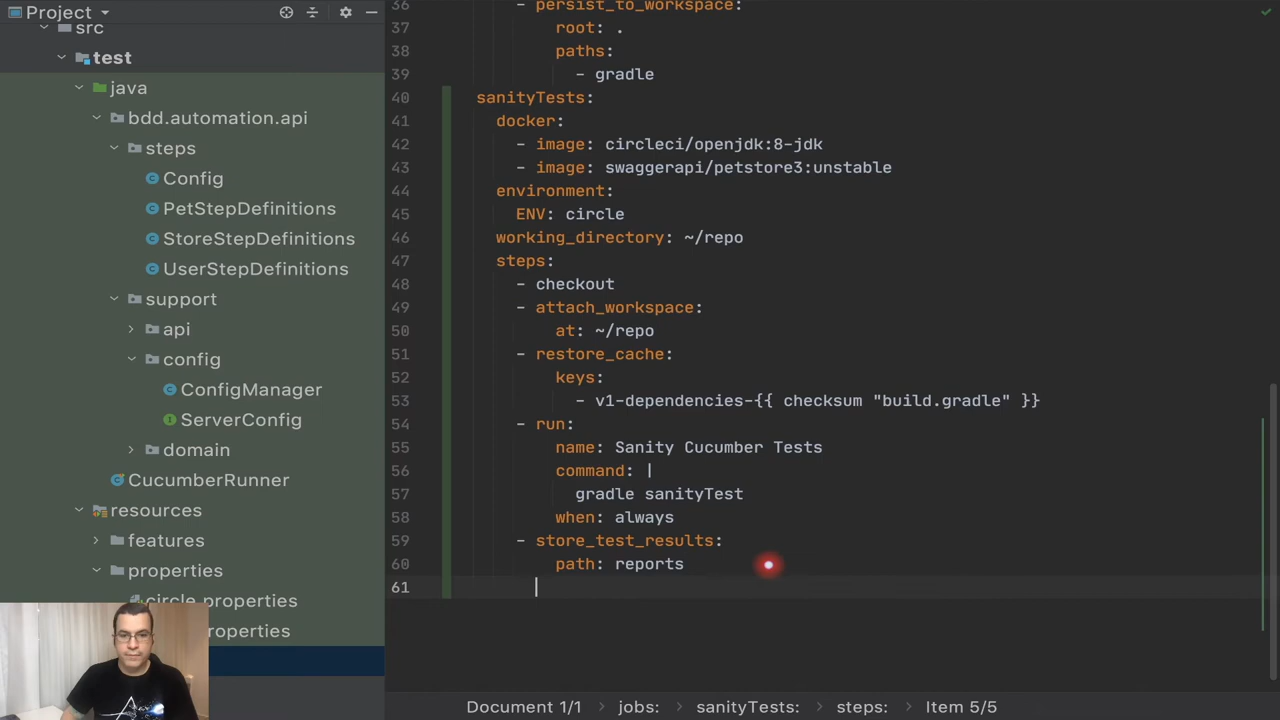 Project
src
test
java
bdd.automation.api
steps
Config
PetStepDefinitions
StoreStepDefinitions
UserStepDefinitions
support
api
config
ConfigManager
ServerConfig
domain
CucumberRunner
resources
features
properties
circle.properties
roperties
36 - persist_to_workspace:
37 root: .
38 paths:
39 - gradle
40 sanityTests:
41 docker:
42 - image: circleci/openjdk:8-jdk
43 - image: swaggerapi/petstore3:unstable
44 environment:
45 ENV: circle
46 working_directory: ~/repo
47 steps:
48 - checkout
49 - attach_workspace:
50 at: ~/repo
51 - restore_cache:
52 keys:
53 - v1-dependencies-{{ checksum "build.gradle" }}
54 - run:
55 name: Sanity Cucumber Tests
56 command: |
57 gradle sanityTest
58 when: always
59 - store_test_results:
60 path: reports
61
Document 1/1 > jobs: > sanityTests: > steps: > Item 5/5